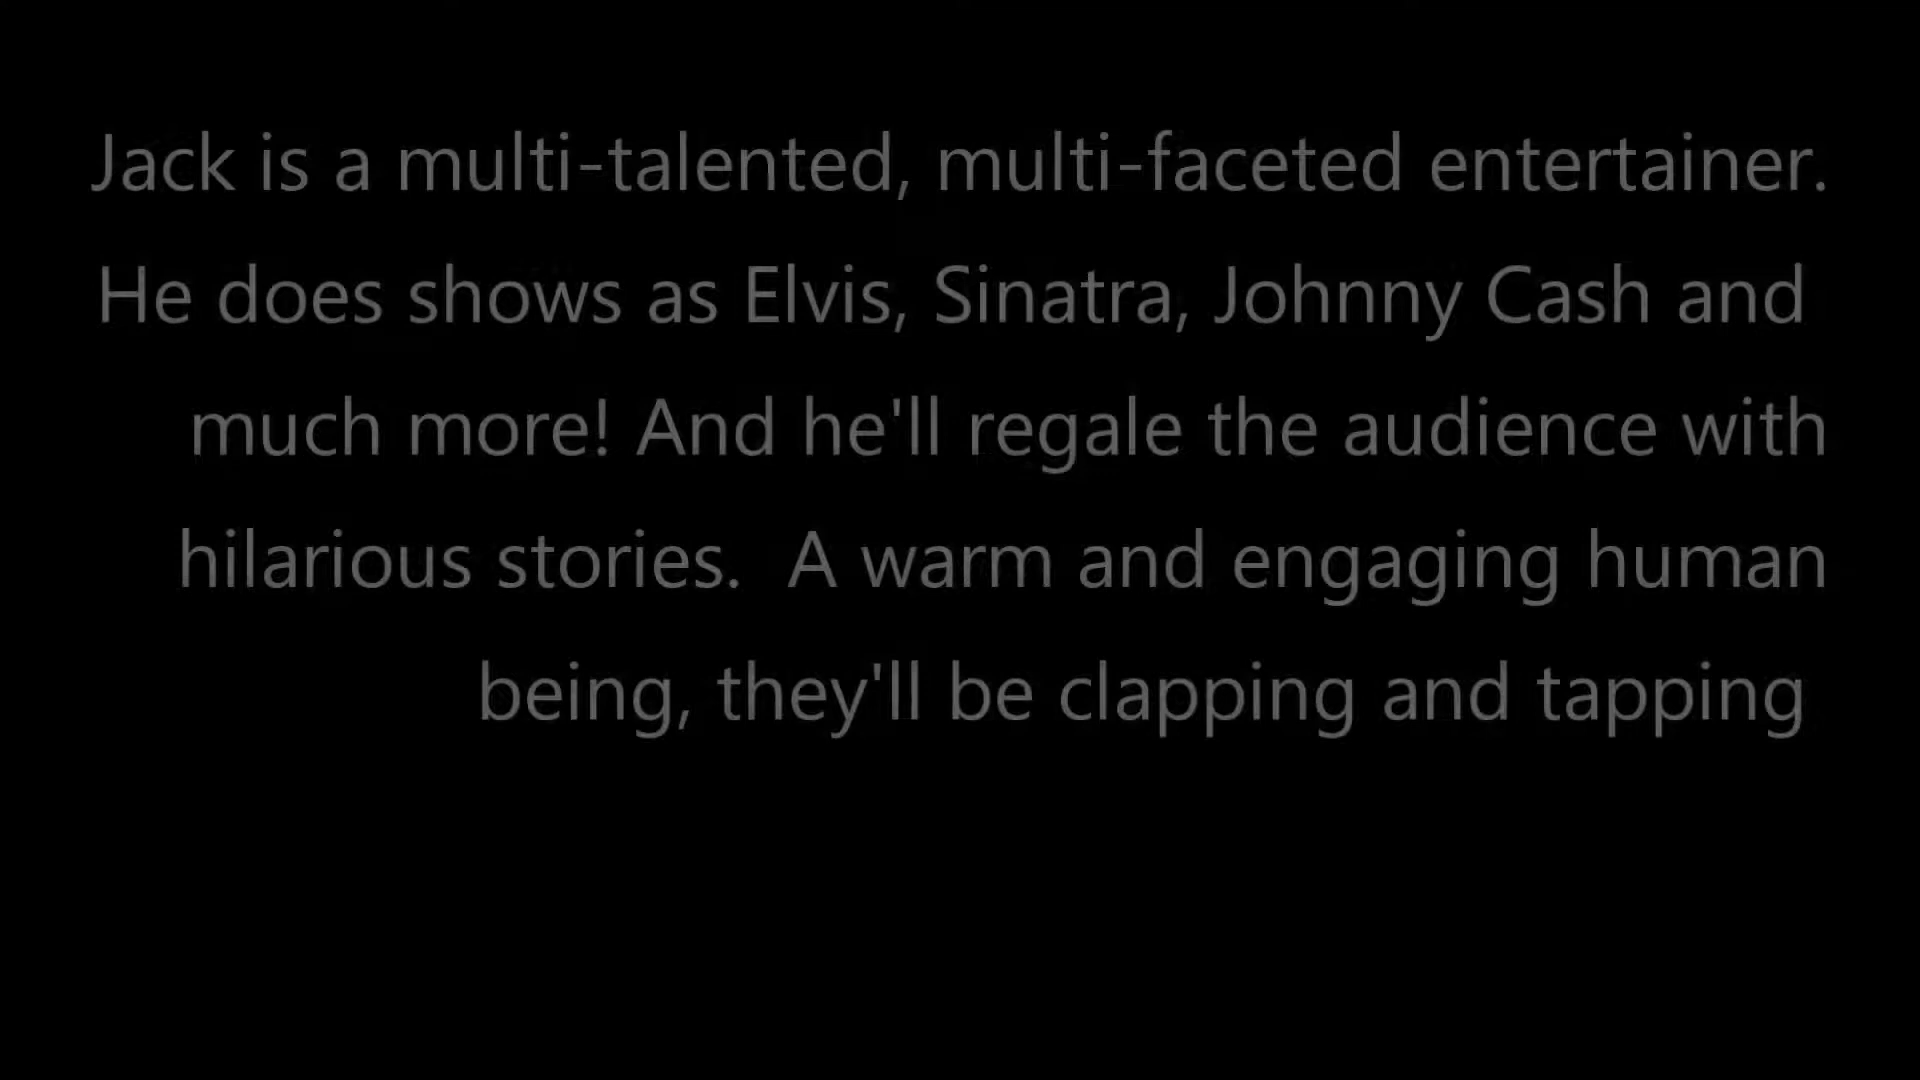 Jack is a multi-talented, multi-faceted entertainer.
He does shows as Elvis, Sinatra, Johnny Cash and
much more! And he'll regale the audience with
hilarious stories.  A warm and engaging human
being, they'll be clapping and tapping